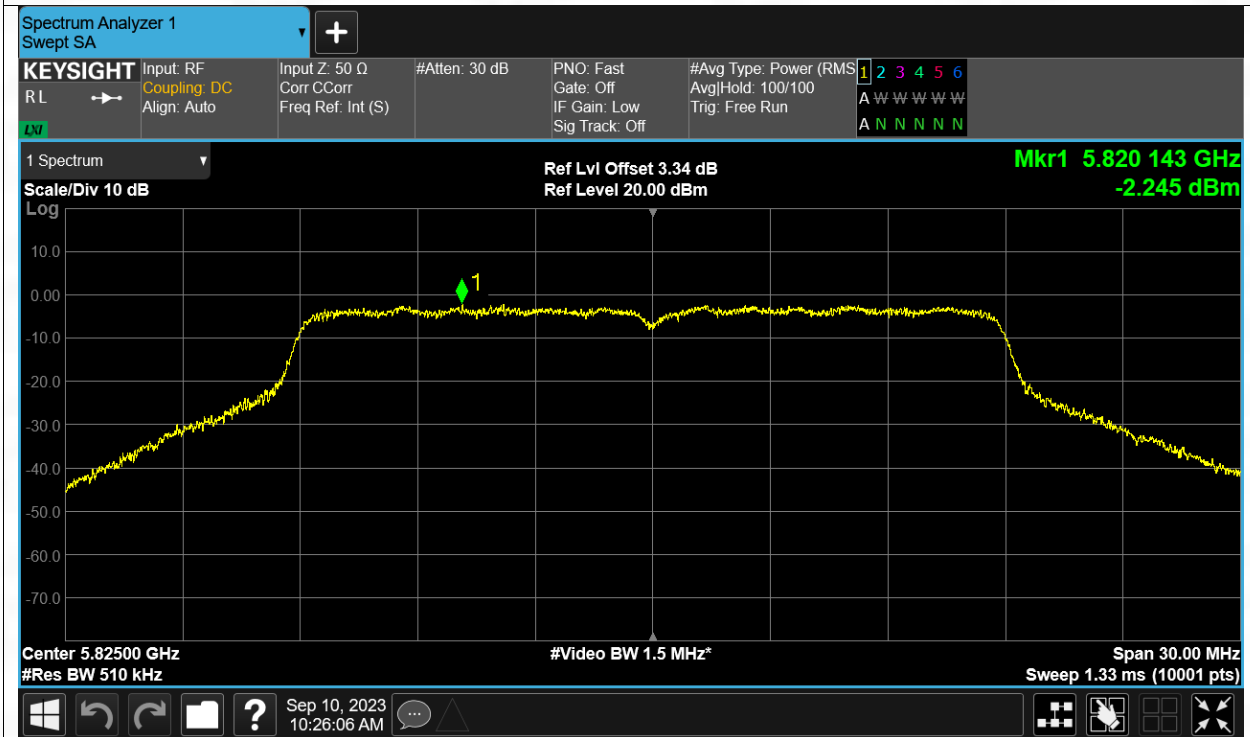 Spectrum Analyzer 1
Swept SA
KEYSIGHT
R L
LXI
Input: RF
Coupling: DC
Align: Auto
Input Z: 50 Ω
Corr CCorr
Freq Ref: Int (S)
#Atten: 30 dB
PNO: Fast
Gate: Off
IF Gain: Low
Sig Track: Off
#Avg Type: Power (RMS
Avg|Hold: 100/100
Trig: Free Run
1 2 3 4 5 6
A W W W W W
A N N N N N
1 Spectrum
Scale/Div 10 dB
Log
Ref Lvl Offset 3.34 dB
Ref Level 20.00 dBm
Mkr1 5.820 143 GHz
-2.245 dBm
1
10.0
0.00
-10.0
-20.0
-30.0
-40.0
-50.0
-60.0
-70.0
Center 5.82500 GHz
#Res BW 510 kHz
#Video BW 1.5 MHz*
Span 30.00 MHz
Sweep 1.33 ms (10001 pts)
?
Sep 10, 2023
10:26:06 AM